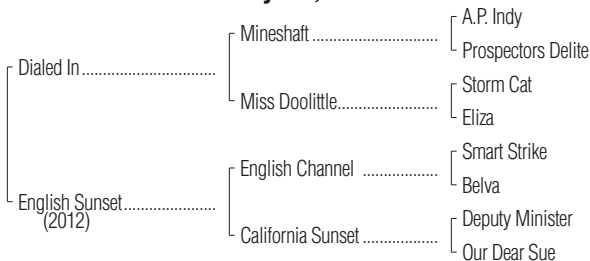 A.P. Indy
Mineshaft
Prospectors Delite
Dialed In
Storm Cat
Miss Doolittle
Eliza
Smart Strike
English Channel
Belva
English Sunset
(2012)
Deputy Minister
California Sunset
Our Dear Sue